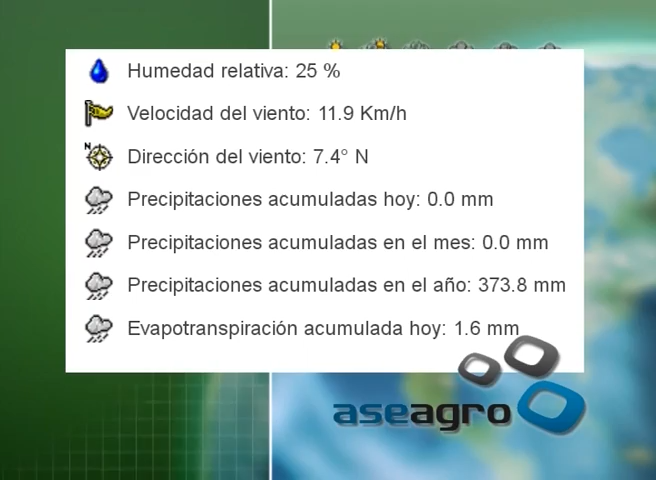 Humedad relativa: 25 %
Velocidad del viento: 11.9 Km/h
N
Dirección del viento: 7.4° N
Precipitaciones acumuladas hoy: 0.0 mm
Precipitaciones acumuladas en el mes: 0.0 mm
Precipitaciones acumuladas en el año: 373.8 mm
Evapotranspiración acumulada hoy: 1.6 mm
aseagro